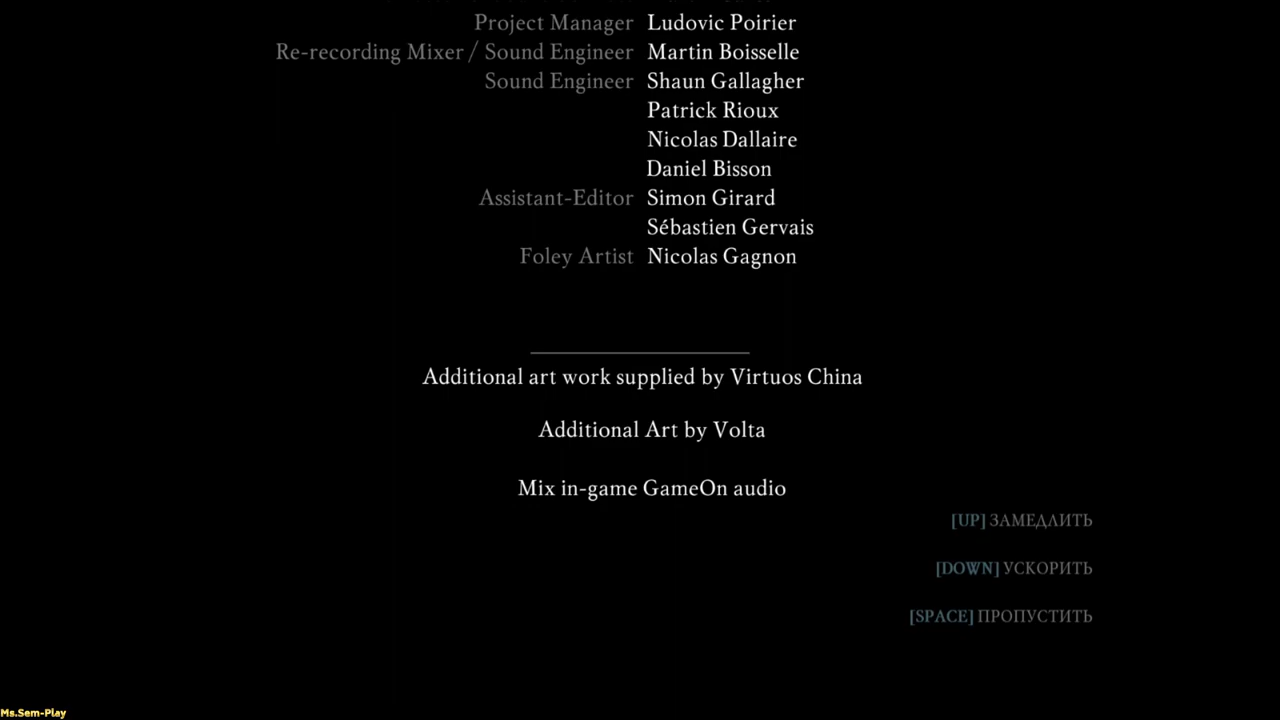 Project Manager Ludovic Poirier
Re-recording Mixer / Sound Engineer Martin Boisselle
Sound Engineer Shaun Gallagher
Patrick Rioux
Nicolas Dallaire
Daniel Bisson
Assistant-Editor Simon Girard
Sébastien Gervais
Foley Artist Nicolas Gagnon
Additional art work supplied by Virtuos China
Additional Art by Volta
Mix in-game GameOn audio
[UP] ЗАМЕДЛИТЬ
[DOWN] УСКОРИТЬ
[SPACE] ПРОПУСТИТЬ
Ms.Sem-Play